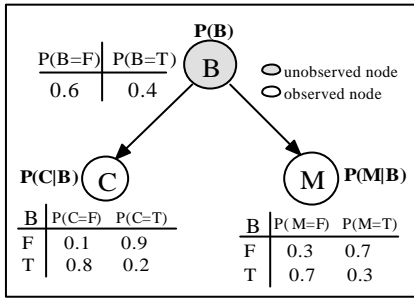 P(B)
P(B=F) P(B=T)
0.6 0.4
B
unobserved node
observed node
P(C|B) C
M P(M|B)
B P(C=F) P(C=T)
F 0.1 0.9
T 0.8 0.2
B P(M=F) P(M=T)
F 0.3 0.7
T 0.7 0.3